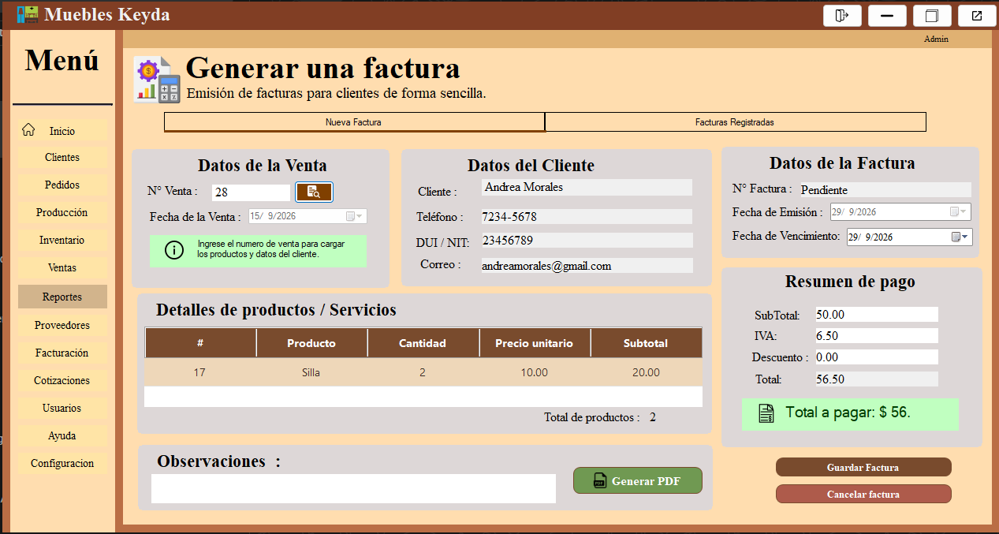 Muebles Keyda
Admin
Menú
Inicio
Clientes
Pedidos
Producción
Inventario
Ventas
Reportes
Proveedores
Facturación
Cotizaciones
Usuarios
Ayuda
Configuracion
Generar una factura
Emisión de facturas para clientes de forma sencilla.
Nueva Factura
Facturas Registradas
Datos de la Venta
N° Venta : 28
Fecha de la Venta : 15/ 9/2026
Ingrese el numero de venta para cargar
los productos y datos del cliente.
Datos del Cliente
Cliente : Andrea Morales
Teléfono : 7234-5678
DUI / NIT: 23456789
Correo : andreamorales@gmail.com
Datos de la Factura
N° Factura : Pendiente
Fecha de Emisión : 29/ 9/2026
Fecha de Vencimiento: 29/ 9/2026
Detalles de productos / Servicios
# Producto Cantidad Precio unitario Subtotal
17 Silla 2 10.00 20.00
Total de productos : 2
Resumen de pago
SubTotal: 50.00
IVA: 6.50
Descuento : 0.00
Total: 56.50
Total a pagar: $ 56.
Observaciones :
PDF Generar PDF
Guardar Factura
Cancelar factura